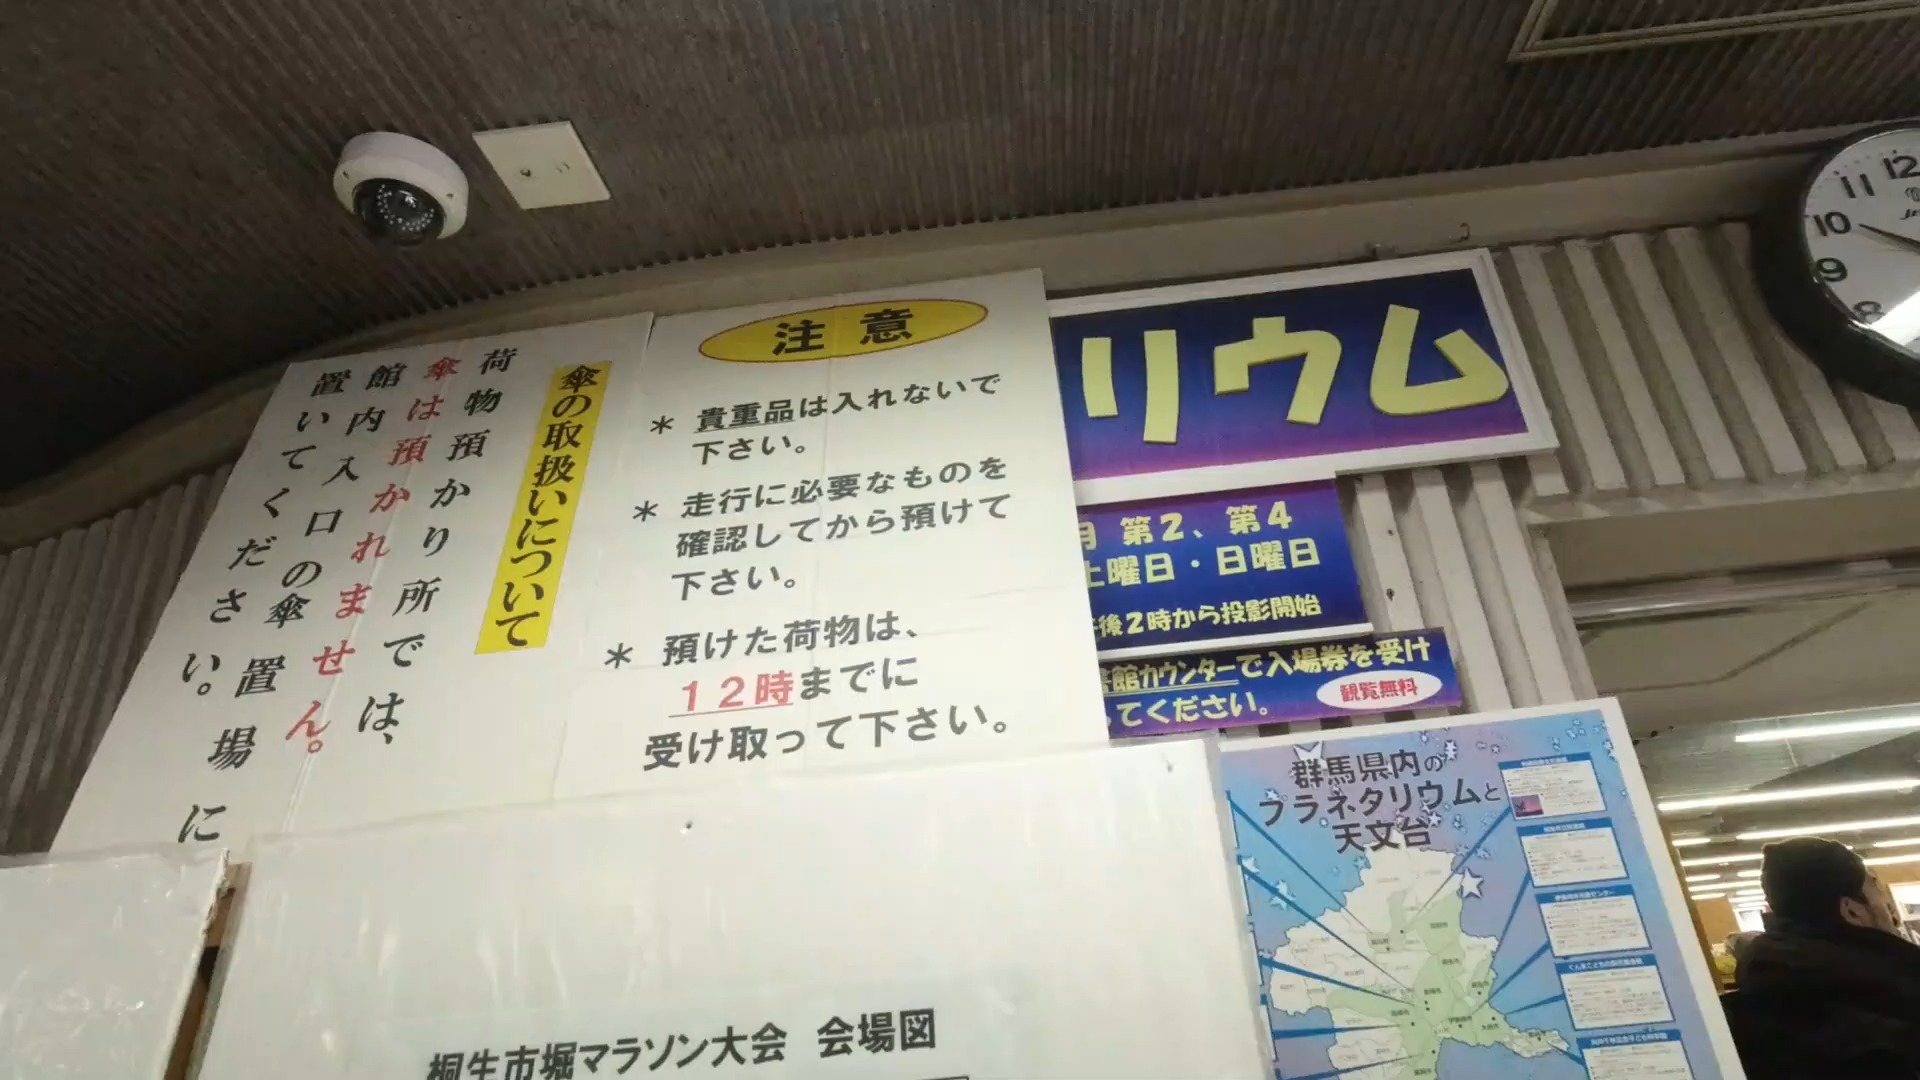 傘の取扱いについて
荷物預かり所では、
傘は預かれません。
館内入口の傘置場に
置いてください。
注意
＊ 貴重品は入れないで
下さい。
＊ 走行に必要なものを
確認してから預けて
下さい。
＊ 預けた荷物は、
１２時までに
受け取って下さい。
リウム
月 第２、第４
土曜日・日曜日
午後２時から投影開始
書館カウンターで入場券を受け
てください。
観覧無料
群馬県内の
プラネタリウムと
天文台
桐生市堀マラソン大会 会場図
12
11
10
9
8